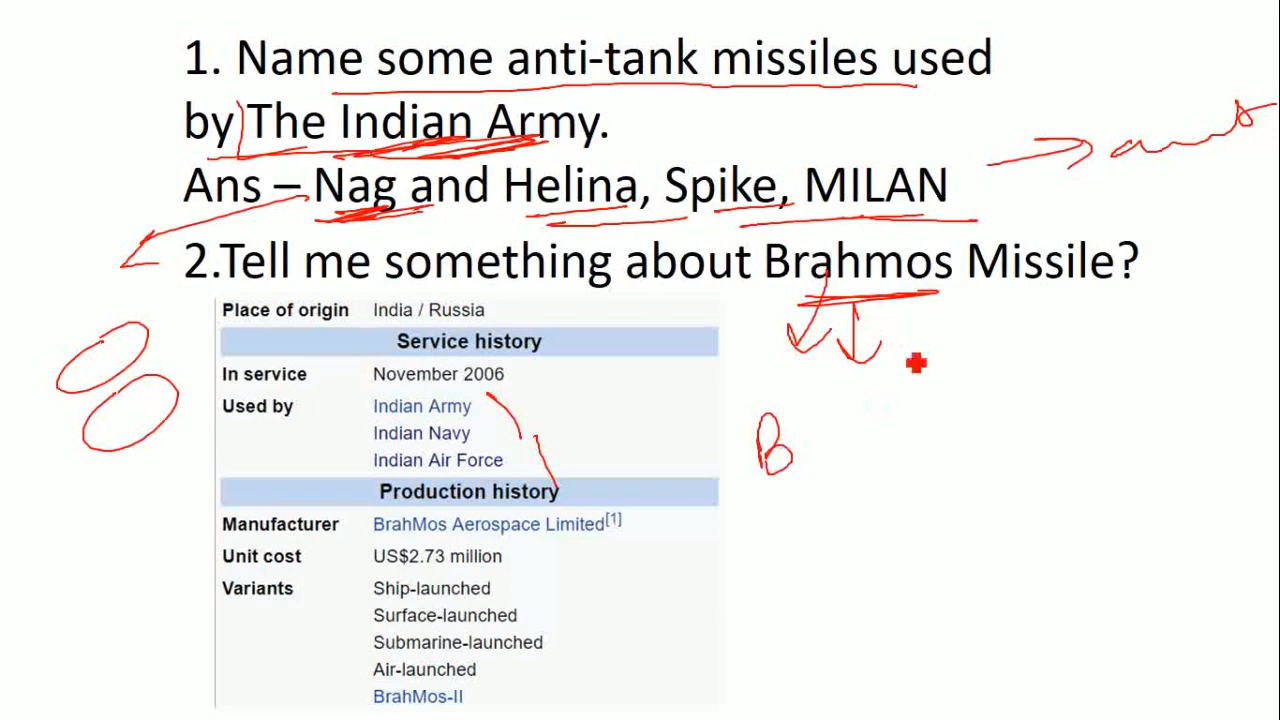 1. Name some anti-tank missiles used
by The Indian Army.
Ans – Nag and Helina, Spike, MILAN
2.Tell me something about Brahmos Missile?
Place of origin India / Russia
Service history
In service November 2006
Used by Indian Army
Indian Navy
Indian Air Force
Production history
Manufacturer BrahMos Aerospace Limited[1]
Unit cost US$2.73 million
Variants Ship-launched
Surface-launched
Submarine-launched
Air-launched
BrahMos-II
B